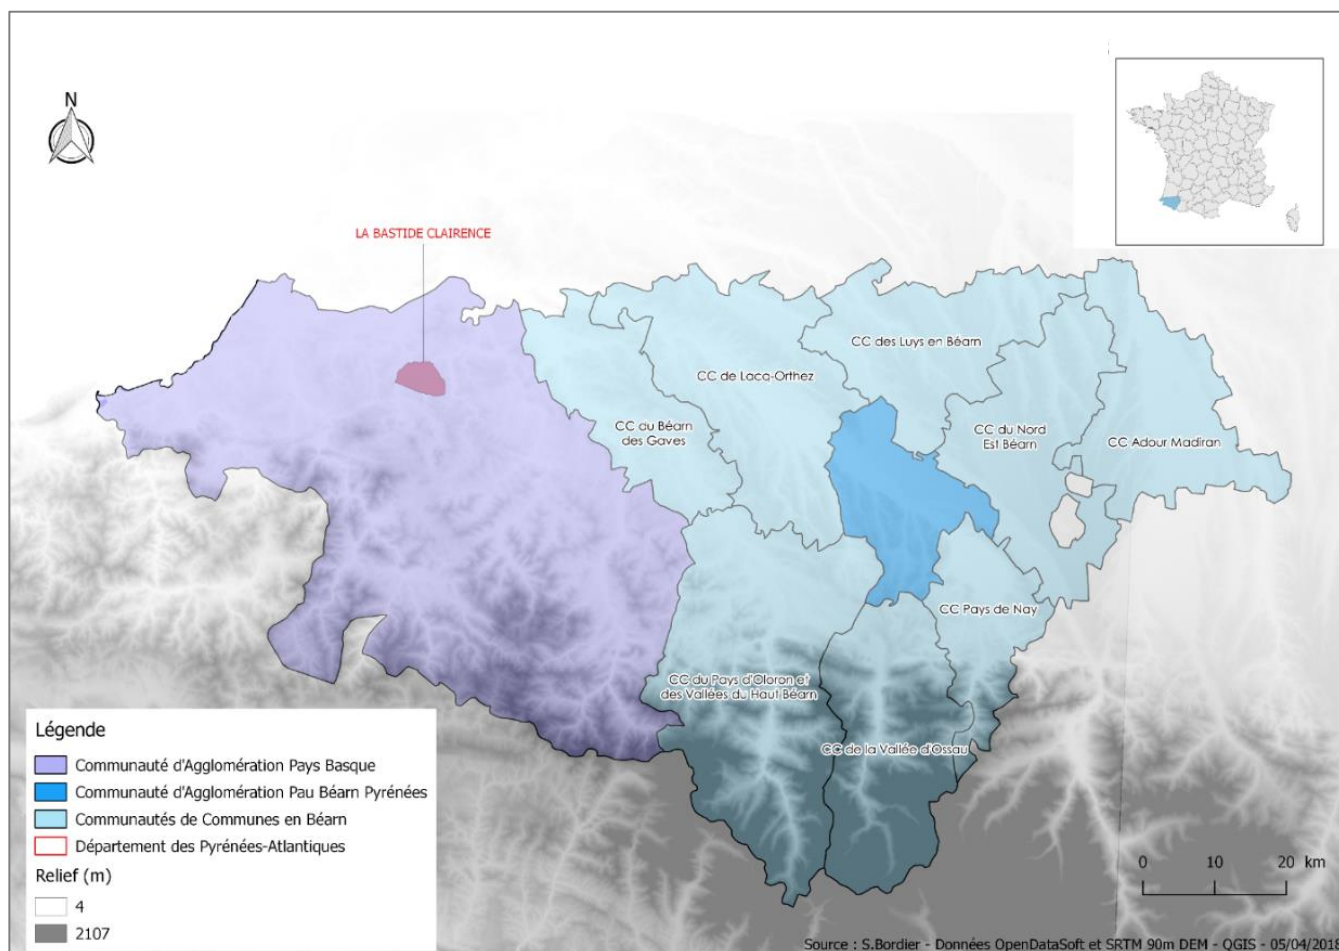 N
LA BASTIDE CLAIRENCE
CC des Luys en Béarn
CC de Lacq-Orthez
CC du Béarn
des Gaves
CC du Nord
Est Béarn
CC Adour Madiran
CC Pays de Nay
CC du Pays d'Oloron et
des Vallées du Haut Béarn
CC de la Vallée d'Ossau
Légende
Communauté d'Agglomération Pays Basque
Communauté d'Agglomération Pau Béarn Pyrénées
Communautés de Communes en Béarn
Département des Pyrénées-Atlantiques
Relief (m)
4
2107
0 10 20 km
Source : S.Bordier - Données OpenDataSoft et SRTM 90m DEM - QGIS - 05/04/2018